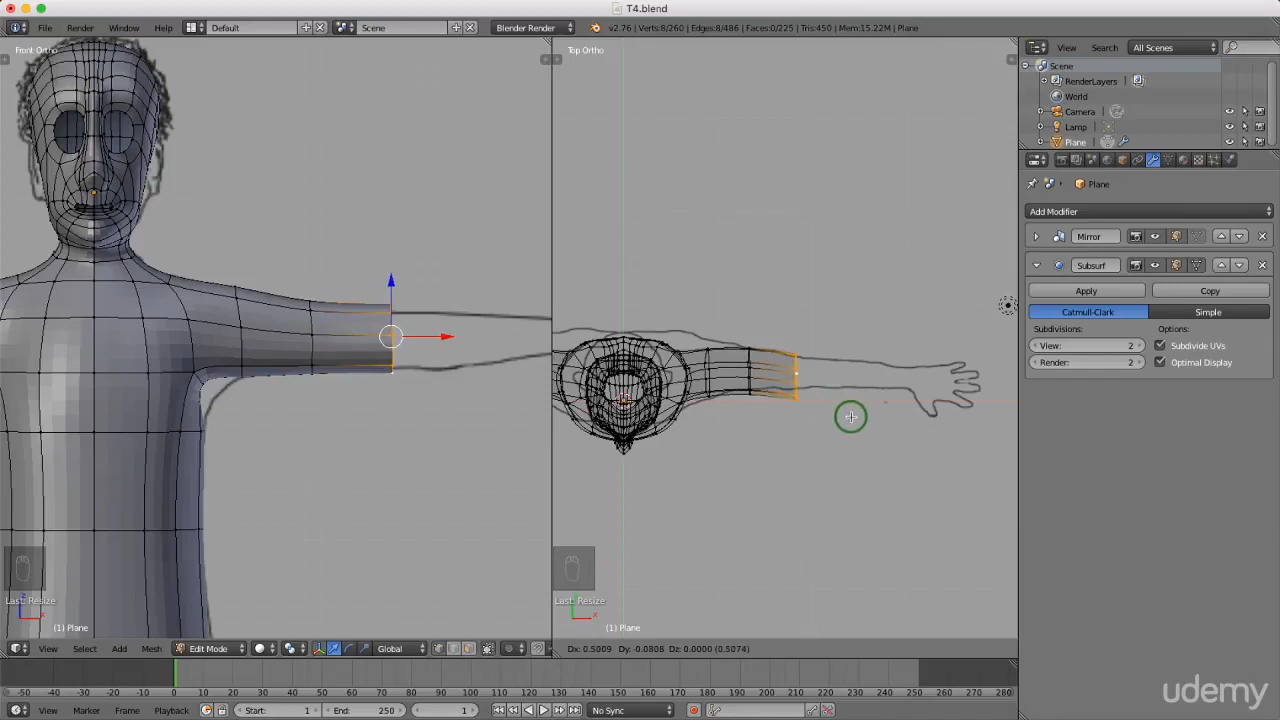 T4.blend
File Render Window Help Default Scene Blender Render v2.76 | Verts:8/260 | Edges:8/486 | Faces:0/225 | Tris:450 | Mem:15.22M | Plane
Front Ortho
Top Ortho
View Search All Scenes
Scene
RenderLayers
World
Camera
Lamp
Plane
Plane
Add Modifier
Mirror
Subsurf
Apply Copy
Catmull-Clark Simple
Subdivisions: Options:
View: 2 Subdivide UVs
Render: 2 Optimal Display
Last: Resize
Last: Resize
(1) Plane
(1) Plane
View Select Add Mesh Edit Mode Global Dx: 0.5009 Dy: -0.0808 Dz: 0.0000 (0.5074)
-50 -40 -30 -20 -10 0 10 20 30 40 50 60 70 80 90 100 110 120 130 140 150 160 170 180 190 200 210 220 230 240 250 260 270 280
View Marker Frame Playback Start: 1 End: 250 1 No Sync
udemy